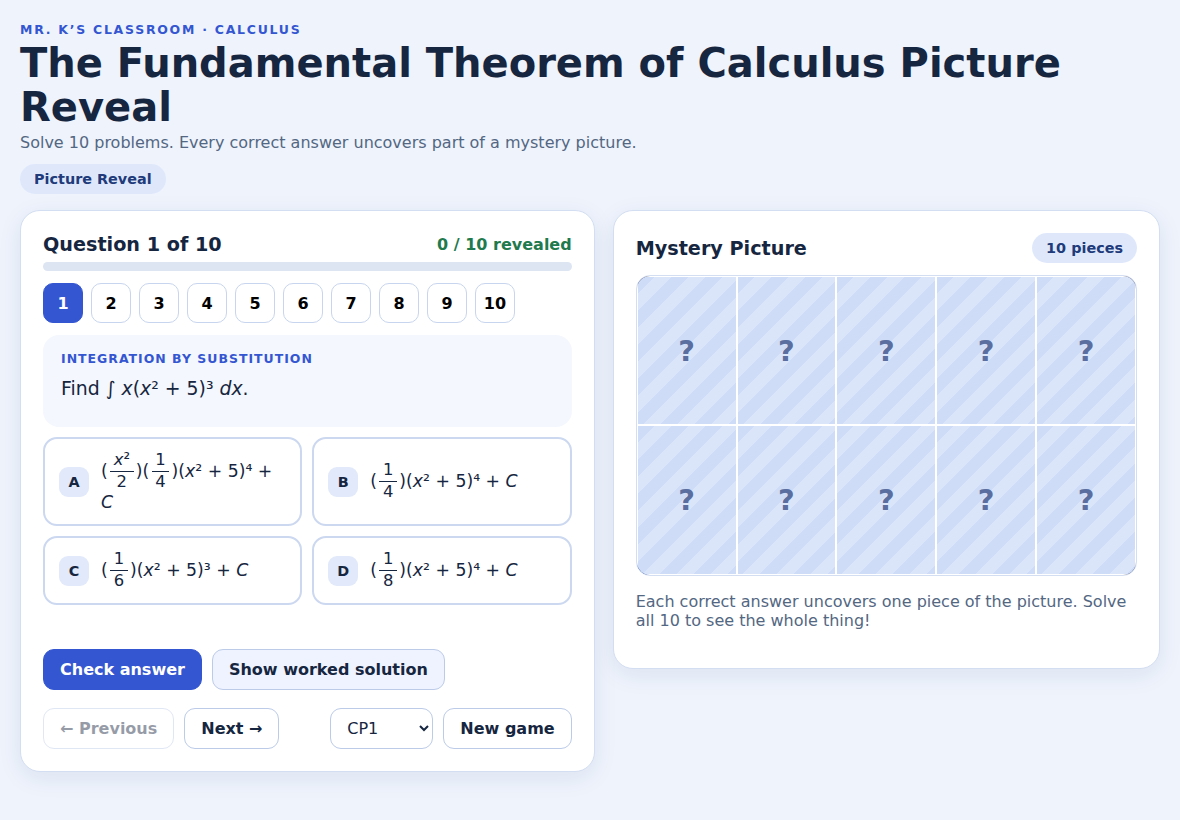 MR. K’S CLASSROOM · CALCULUS
The Fundamental Theorem of Calculus Picture
Reveal
Solve 10 problems. Every correct answer uncovers part of a mystery picture.
Picture Reveal
Question 1 of 10
0 / 10 revealed
1 2 3 4 5 6 7 8 9 10
INTEGRATION BY SUBSTITUTION
Find ∫ x(x² + 5)³ dx.
A (x²/2)(1/4)(x² + 5)⁴ +
C
B (1/4)(x² + 5)⁴ + C
C (1/6)(x² + 5)³ + C
D (1/8)(x² + 5)⁴ + C
Check answer
Show worked solution
← Previous
Next →
CP1
New game
Mystery Picture
10 pieces
? ? ? ? ?
? ? ? ? ?
Each correct answer uncovers one piece of the picture. Solve
all 10 to see the whole thing!